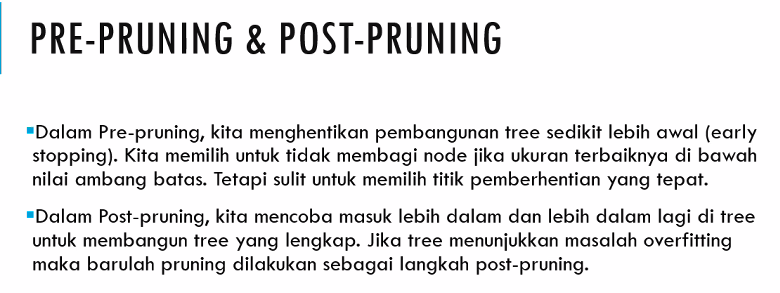 PRE-PRUNING & POST-PRUNING
▪Dalam Pre-pruning, kita menghentikan pembangunan tree sedikit lebih awal (early
stopping). Kita memilih untuk tidak membagi node jika ukuran terbaiknya di bawah
nilai ambang batas. Tetapi sulit untuk memilih titik pemberhentian yang tepat.
▪Dalam Post-pruning, kita mencoba masuk lebih dalam dan lebih dalam lagi di tree
untuk membangun tree yang lengkap. Jika tree menunjukkan masalah overfitting
maka barulah pruning dilakukan sebagai langkah post-pruning.